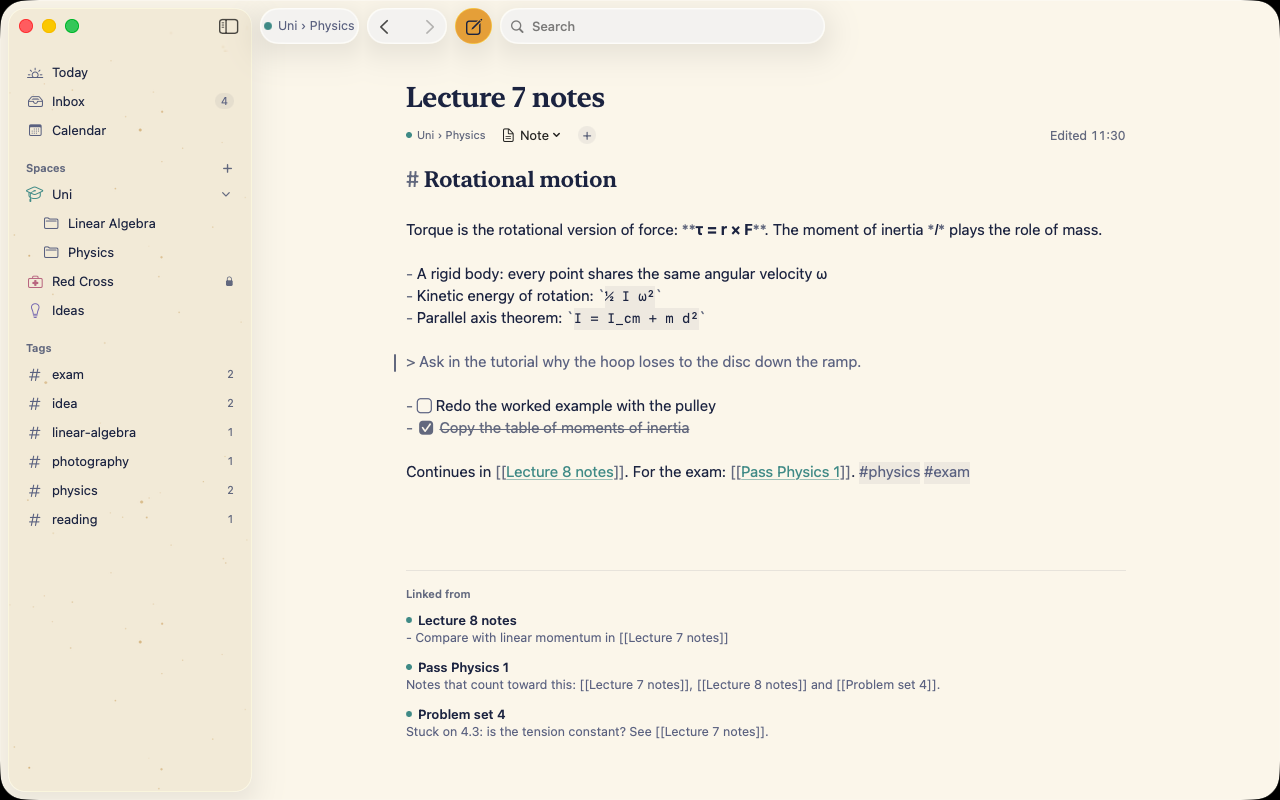 Uni › Physics
Search
Today
Inbox 4
Calendar
Spaces
Uni
Linear Algebra
Physics
Red Cross
Ideas
Tags
# exam 2
# idea 2
# linear-algebra 1
# photography 1
# physics 2
# reading 1
Lecture 7 notes
Uni › Physics Note + Edited 11:30
# Rotational motion
Torque is the rotational version of force: **τ = r × F**. The moment of inertia *I* plays the role of mass.
- A rigid body: every point shares the same angular velocity ω
- Kinetic energy of rotation: `½ I ω²`
- Parallel axis theorem: `I = I_cm + m d²`
> Ask in the tutorial why the hoop loses to the disc down the ramp.
- Redo the worked example with the pulley
- Copy the table of moments of inertia
Continues in [[Lecture 8 notes]]. For the exam: [[Pass Physics 1]]. #physics #exam
Linked from
Lecture 8 notes
- Compare with linear momentum in [[Lecture 7 notes]]
Pass Physics 1
Notes that count toward this: [[Lecture 7 notes]], [[Lecture 8 notes]] and [[Problem set 4]].
Problem set 4
Stuck on 4.3: is the tension constant? See [[Lecture 7 notes]].